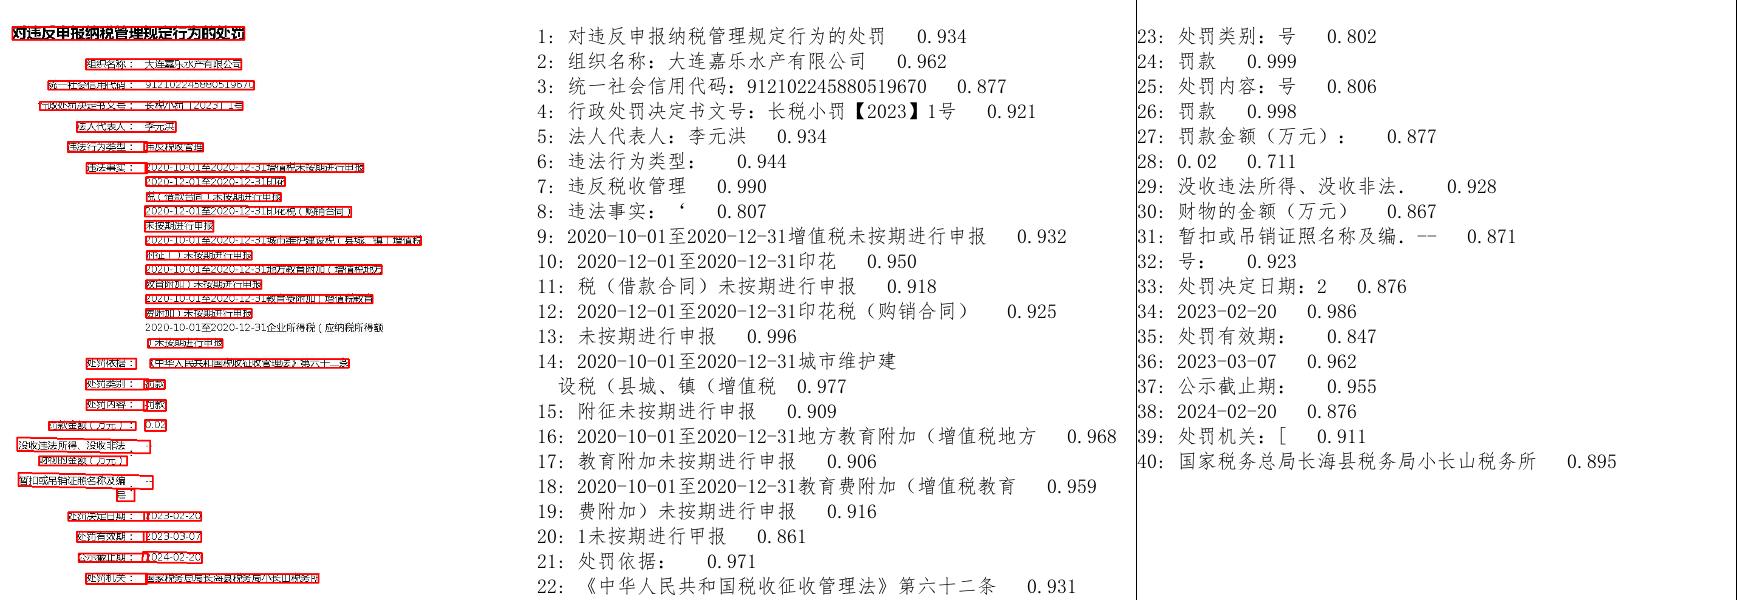 对违反申报纳税管理规定行为的处罚
组织名称： 大连嘉乐水产有限公司
统一社会信用代码： 912102245880519670
行政处罚决定书文号： 长税小罚【2023】1号
法人代表人： 李元洪
违法行为类型： 违反税收管理
违法事实： 2020-10-01至2020-12-31增值税未按期进行申报
2020-12-01至2020-12-31印花
税（借款合同）未按期进行申报
2020-12-01至2020-12-31印花税（购销合同）
未按期进行申报
2020-10-01至2020-12-31城市维护建设税（县城、镇（增值税
附征））未按期进行申报
2020-10-01至2020-12-31地方教育附加（增值税地方
教育附加）未按期进行申报
2020-10-01至2020-12-31教育费附加（增值税教育
费附加）未按期进行申报
2020-10-01至2020-12-31企业所得税（应纳税所得额
）未按期进行申报
处罚依据： 《中华人民共和国税收征收管理法》第六十二条
处罚类别： 罚款
处罚内容： 罚款
罚款金额（万元）： 0.02
没收违法所得、没收非法
财物的金额（万元）
暂扣或吊销证照名称及编 --
号
处罚决定日期： 2023-02-20
处罚有效期： 2023-03-07
公示截止期： 2024-02-20
处罚机关： 国家税务总局长海县税务局小长山税务所
1: 对违反申报纳税管理规定行为的处罚 0.934
2: 组织名称: 大连嘉乐水产有限公司 0.962
3: 统一社会信用代码: 912102245880519670 0.877
4: 行政处罚决定书文号: 长税小罚【2023】1号 0.921
5: 法人代表人: 李元洪 0.934
6: 违法行为类型: 0.944
7: 违反税收管理 0.990
8: 违法事实: ‘ 0.807
9: 2020-10-01至2020-12-31增值税未按期进行申报 0.932
10: 2020-12-01至2020-12-31印花 0.950
11: 税（借款合同）未按期进行申报 0.918
12: 2020-12-01至2020-12-31印花税（购销合同） 0.925
13: 未按期进行申报 0.996
14: 2020-10-01至2020-12-31城市维护建
设税（县城、镇（增值税 0.977
15: 附征未按期进行申报 0.909
16: 2020-10-01至2020-12-31地方教育附加（增值税地方 0.968
17: 教育附加未按期进行申报 0.906
18: 2020-10-01至2020-12-31教育费附加（增值税教育 0.959
19: 费附加）未按期进行申报 0.916
20: 1未按期进行甲报 0.861
21: 处罚依据: 0.971
22: 《中华人民共和国税收征收管理法》第六十二条 0.931
23: 处罚类别: 号 0.802
24: 罚款 0.999
25: 处罚内容: 号 0.806
26: 罚款 0.998
27: 罚款金额（万元）: 0.877
28: 0.02 0.711
29: 没收违法所得、没收非法. 0.928
30: 财物的金额（万元） 0.867
31: 暂扣或吊销证照名称及编. -- 0.871
32: 号: 0.923
33: 处罚决定日期: 2 0.876
34: 2023-02-20 0.986
35: 处罚有效期: 0.847
36: 2023-03-07 0.962
37: 公示截止期: 0.955
38: 2024-02-20 0.876
39: 处罚机关: [ 0.911
40: 国家税务总局长海县税务局小长山税务所 0.895